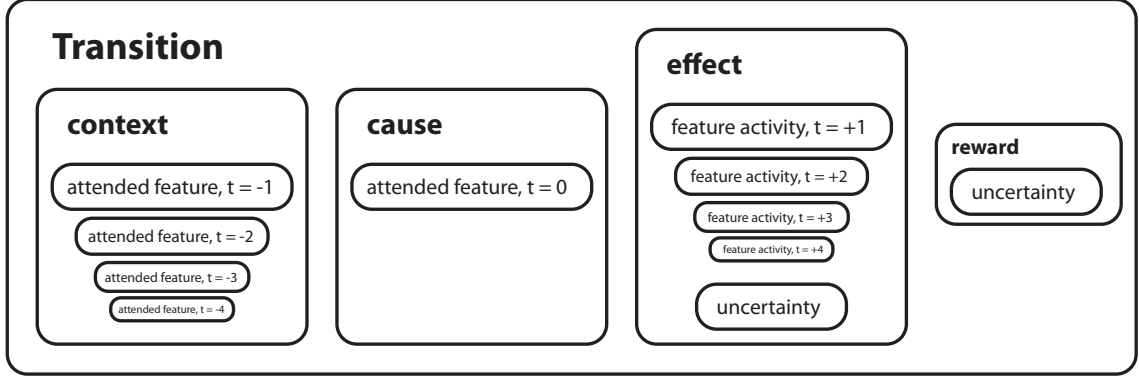 Transition
context
attended feature, t = -1
attended feature, t = -2
attended feature, t = -3
attended feature, t = -4
cause
attended feature, t = 0
effect
feature activity, t = +1
feature activity, t = +2
feature activity, t = +3
feature activity, t = +4
uncertainty
reward
uncertainty